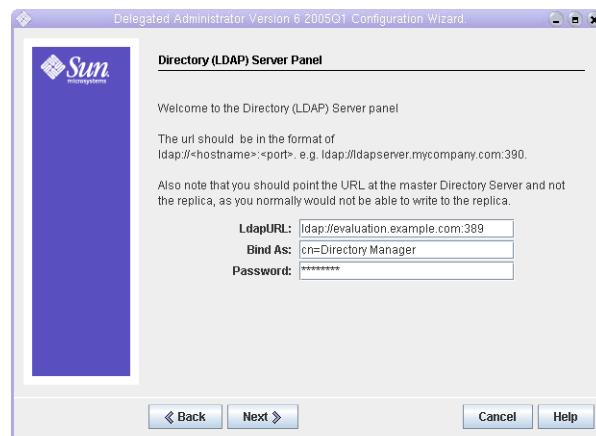 Delegated Administrator Version 6 2005Q1 Configuration Wizard.
Sun
microsystems
Directory (LDAP) Server Panel
Welcome to the Directory (LDAP) Server panel
The url should be in the format of
ldap://<hostname>:<port>. e.g. ldap://ldapserver.mycompany.com:390.
Also note that you should point the URL at the master Directory Server and not
the replica, as you normally would not be able to write to the replica.
LdapURL: ldap://evaluation.example.com:389
Bind As: cn=Directory Manager
Password: ********
Back Next Cancel Help